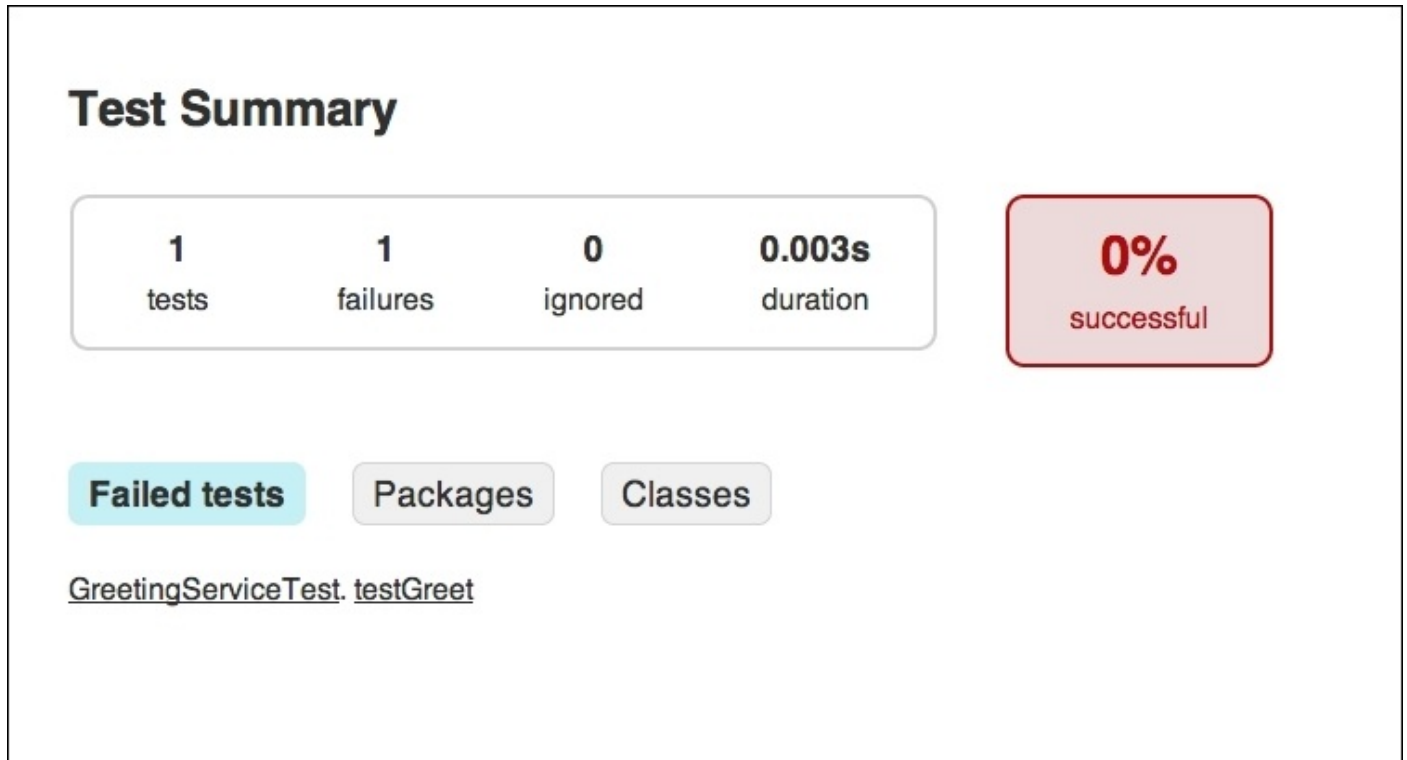 Test Summary
1 1 0 0.003s 0%
tests failures ignored duration successful
Failed tests Packages Classes
GreetingServiceTest. testGreet